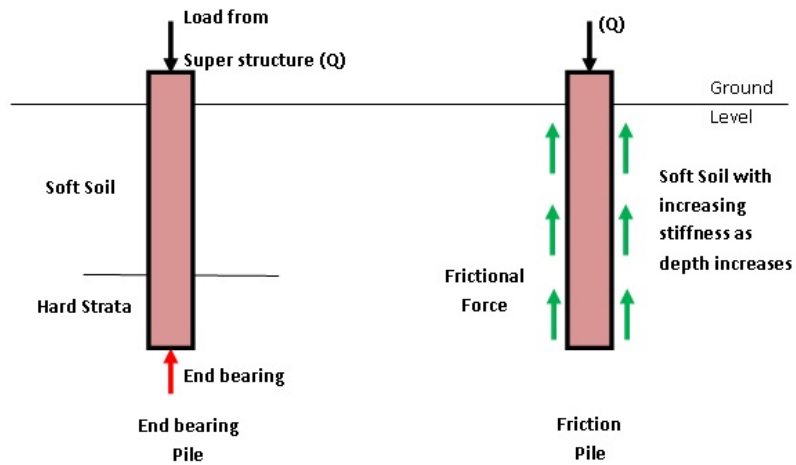 Load from
Super structure (Q)
Soft Soil
Hard Strata
End bearing
End bearing
Pile
(Q)
Ground
Level
Soft Soil with
increasing
stiffness as
depth increases
Frictional
Force
Friction
Pile